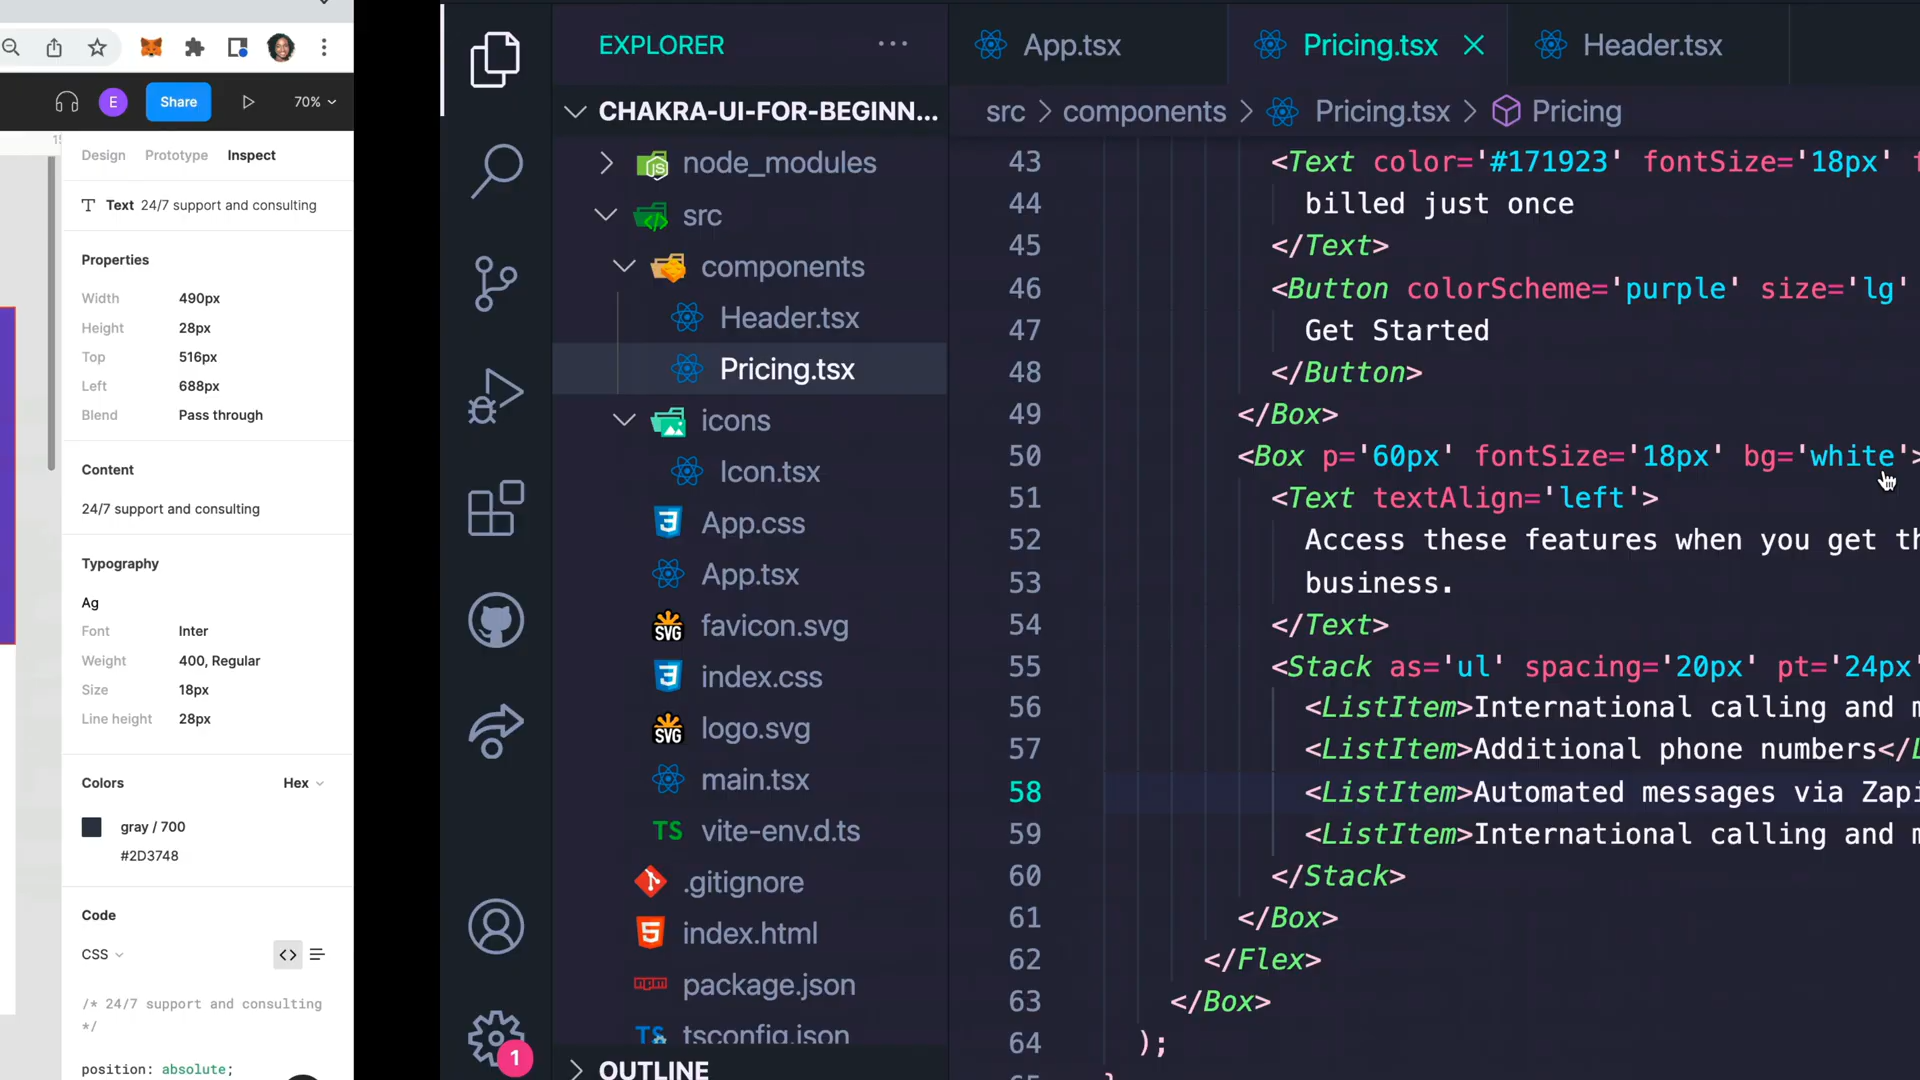 E
Share
70%
15
Design
Prototype
Inspect
Text 24/7 support and consulting
Properties
Width 490px
Height 28px
Top 516px
Left 688px
Blend Pass through
Content
24/7 support and consulting
Typography
Ag
Font Inter
Weight 400, Regular
Size 18px
Line height 28px
Colors Hex
gray / 700
#2D3748
Code
CSS
<>
/* 24/7 support and consulting
*/
position: absolute;
1
EXPLORER ...
CHAKRA-UI-FOR-BEGINN...
node_modules
src
components
Header.tsx
Pricing.tsx
icons
Icon.tsx
App.css
App.tsx
favicon.svg
index.css
logo.svg
main.tsx
TS vite-env.d.ts
.gitignore
index.html
package.json
tsconfig.json
OUTLINE
App.tsx
Pricing.tsx
Header.tsx
src > components > Pricing.tsx > Pricing
43 <Text color='#171923' fontSize='18px'
44 billed just once
45 </Text>
46 <Button colorScheme='purple' size='lg'
47 Get Started
48 </Button>
49 </Box>
50 <Box p='60px' fontSize='18px' bg='white'>
51 <Text textAlign='left'>
52 Access these features when you get th
53 business.
54 </Text>
55 <Stack as='ul' spacing='20px' pt='24px'
56 <ListItem>International calling and m
57 <ListItem>Additional phone numbers</L
58 <ListItem>Automated messages via Zapi
59 <ListItem>International calling and m
60 </Stack>
61 </Box>
62 </Flex>
63 </Box>
64 );